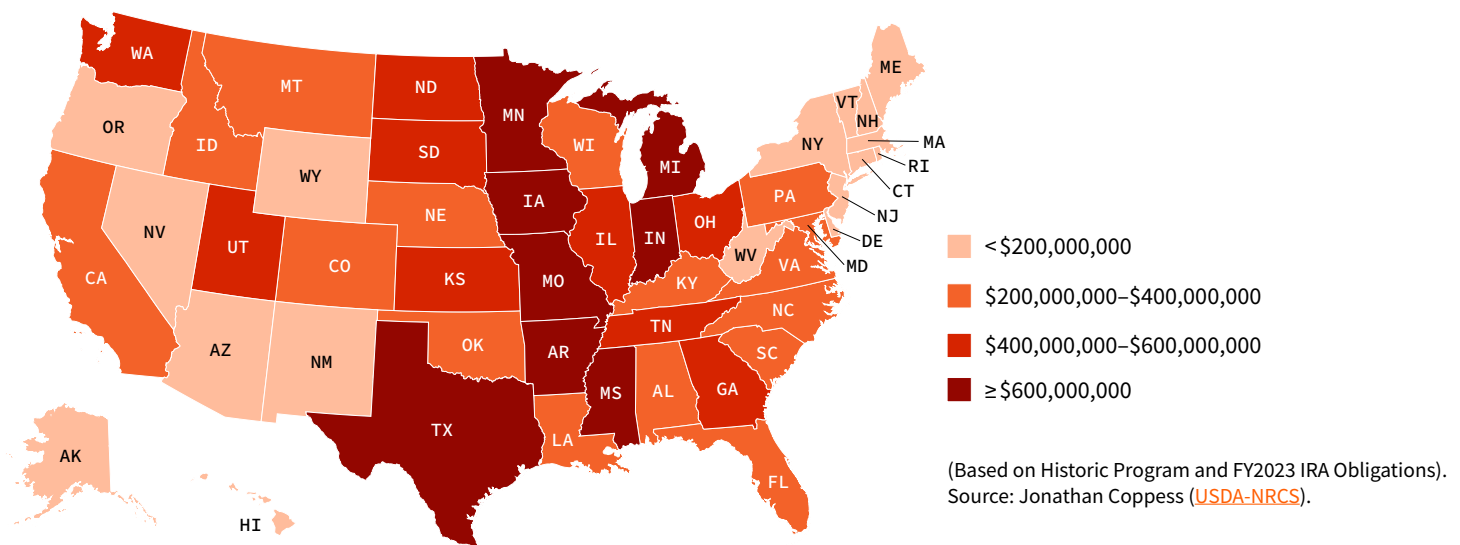 WA
MT
ND
MN
ME
VT
NH
OR
ID
SD
WI
MI
NY
MA
RI
CT
NJ
DE
MD
WY
NE
IA
PA
NV
UT
CO
KS
IL
IN
OH
WV
VA
CA
MO
KY
AZ
NM
OK
AR
TN
NC
SC
TX
LA
MS
AL
GA
FL
AK
HI
<$200,000,000
$200,000,000–$400,000,000
$400,000,000–$600,000,000
≥$600,000,000
(Based on Historic Program and FY2023 IRA Obligations).
Source: Jonathan Coppess (USDA-NRCS).